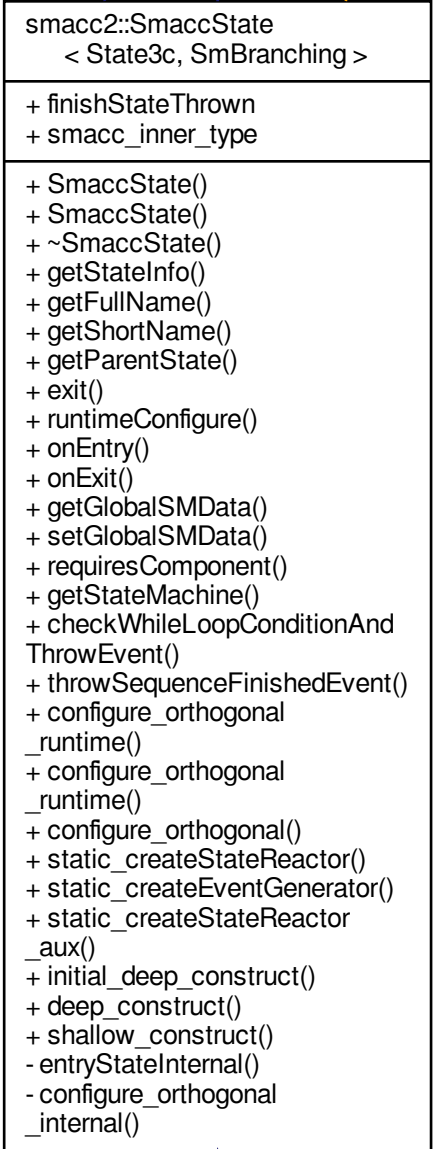 smacc2::SmaccState
< State3c, SmBranching >
+ finishStateThrown
+ smacc_inner_type
+ SmaccState()
+ SmaccState()
+ ~SmaccState()
+ getStateInfo()
+ getFullName()
+ getShortName()
+ getParentState()
+ exit()
+ runtimeConfigure()
+ onEntry()
+ onExit()
+ getGlobalSMData()
+ setGlobalSMData()
+ requiresComponent()
+ getStateMachine()
+ checkWhileLoopConditionAnd
ThrowEvent()
+ throwSequenceFinishedEvent()
+ configure_orthogonal
_runtime()
+ configure_orthogonal
_runtime()
+ configure_orthogonal()
+ static_createStateReactor()
+ static_createEventGenerator()
+ static_createStateReactor
_aux()
+ initial_deep_construct()
+ deep_construct()
+ shallow_construct()
- entryStateInternal()
- configure_orthogonal
_internal()